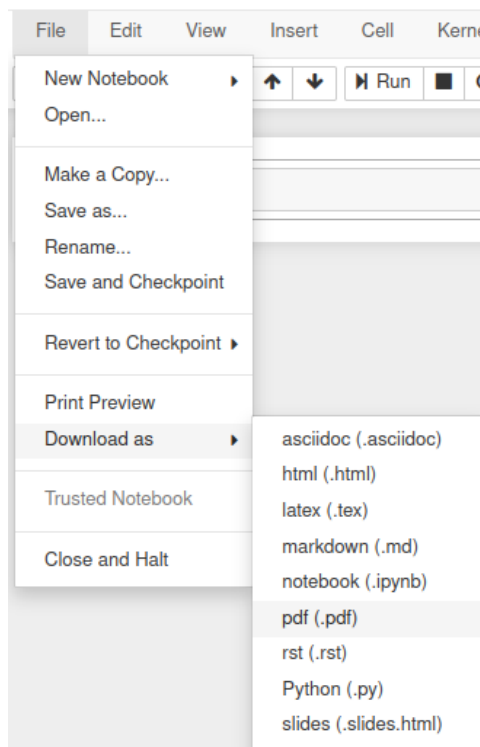 File Edit View Insert Cell
New Notebook
Run
Open...
Make a Copy...
Save as...
Rename...
Save and Checkpoint
Revert to Checkpoint
Print Preview
Download as
Trusted Notebook
Close and Halt
asciidoc (.asciidoc)
html (.html)
latex (.tex)
markdown (.md)
notebook (.ipynb)
pdf (.pdf)
rst (.rst)
Python (.py)
slides (.slides.html)